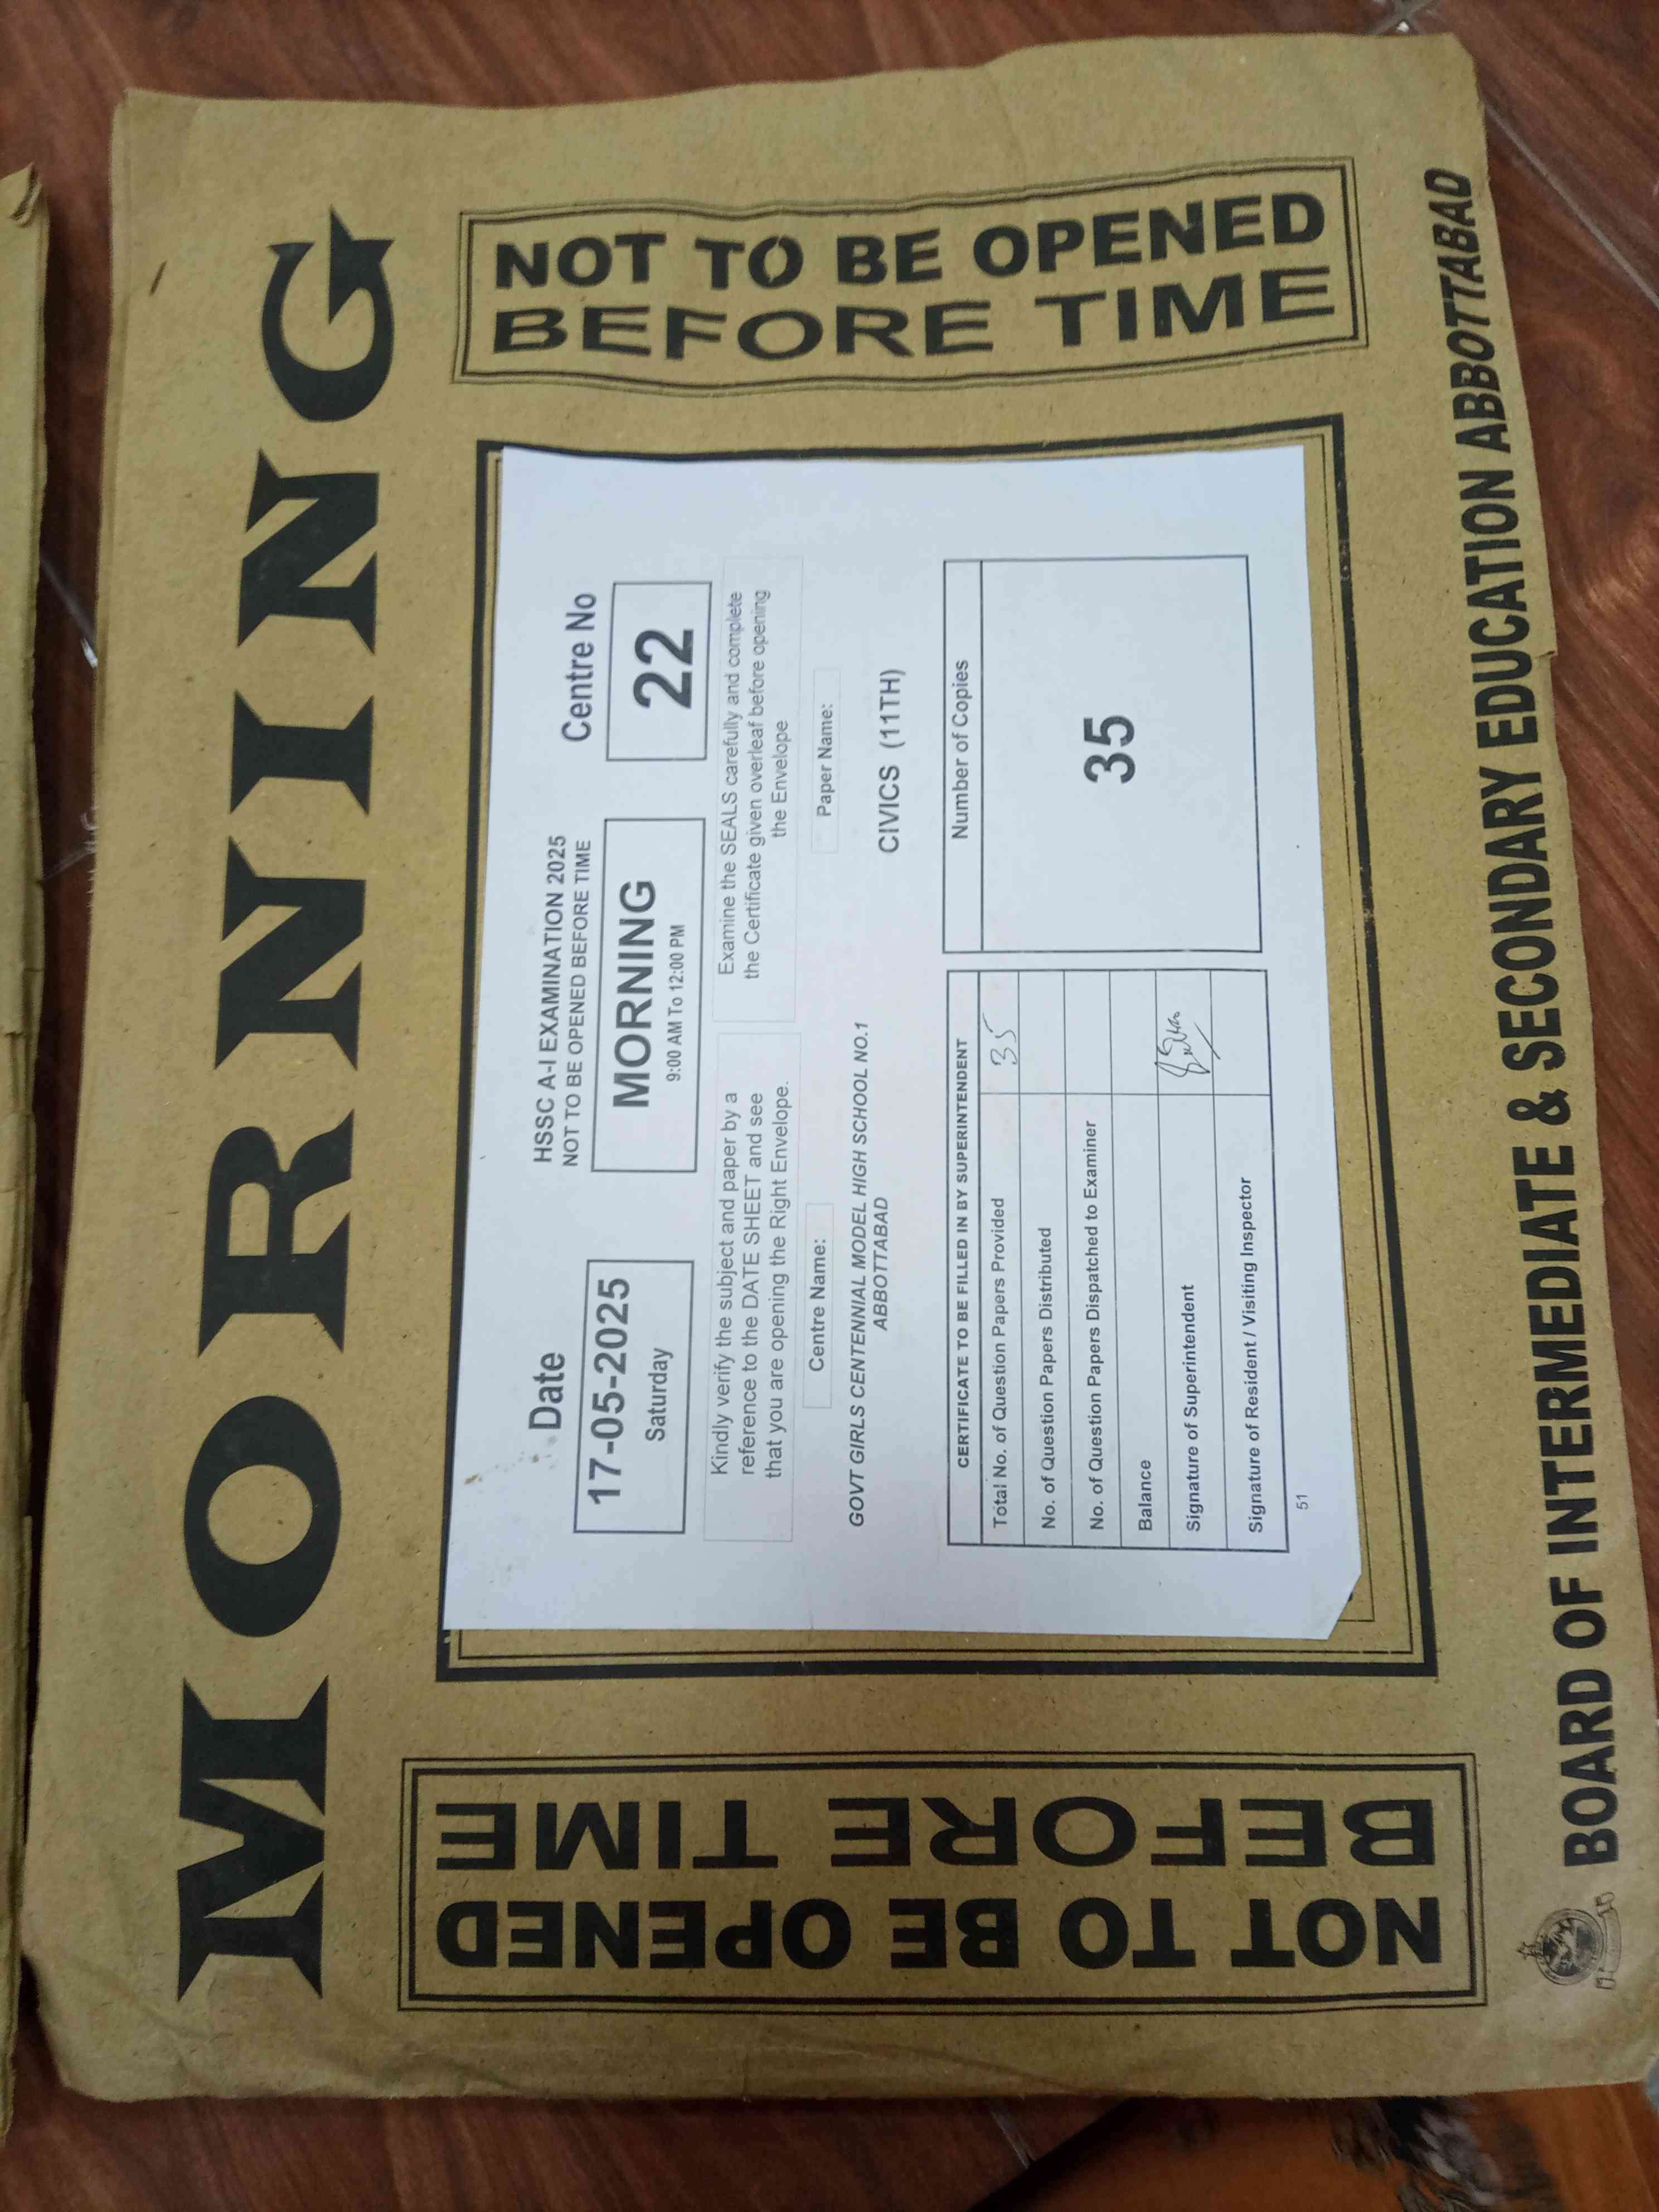 MORNING
NOT TO BE OPENED
BEFORE TIME
NOT TO BE OPENED
BEFORE TIME
Date
17-05-2025
Saturday
HSSC A-I EXAMINATION 2025
NOT TO BE OPENED BEFORE TIME
MORNING
9:00 AM To 12:00 PM
Centre No
22
Kindly verify the subject and paper by a
reference to the DATE SHEET and see
that you are opening the Right Envelope.
Examine the SEALS carefully and complete
the Certificate given overleaf before opening
the Envelope
Centre Name:
GOVT GIRLS CENTENNIAL MODEL HIGH SCHOOL NO.1
ABBOTTABAD
Paper Name:
CIVICS (11TH)
CERTIFICATE TO BE FILLED IN BY SUPERINTENDENT
Total No. of Question Papers Provided 35
No. of Question Papers Distributed
No. of Question Papers Dispatched to Examiner
Balance
Signature of Superintendent
Signature of Resident / Visiting Inspector
Number of Copies
35
51
BOARD OF INTERMEDIATE & SECONDARY EDUCATION ABBOTTABAD